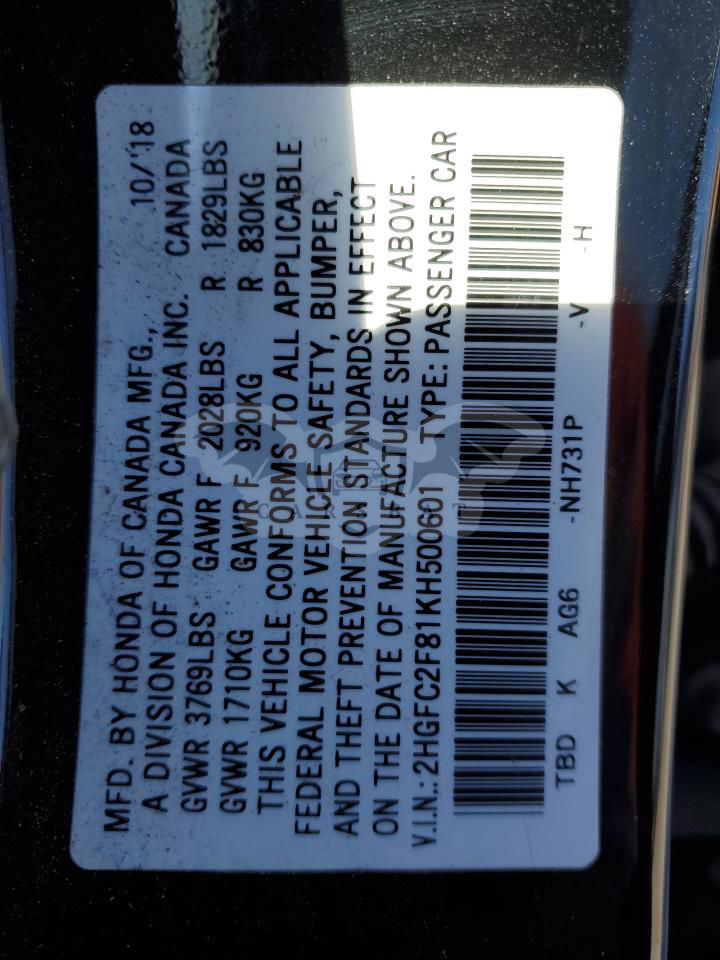 MFD. BY HONDA OF CANADA MFG., 10/'18
A DIVISION OF HONDA CANADA INC. CANADA
GVWR 3769LBS GAWR F 2028LBS R 1829LBS
GVWR 1710KG GAWR F 920KG R 830KG
THIS VEHICLE CONFORMS TO ALL APPLICABLE
FEDERAL MOTOR VEHICLE SAFETY, BUMPER,
AND THEFT PREVENTION STANDARDS IN EFFECT
ON THE DATE OF MANUFACTURE SHOWN ABOVE.
V.I.N.: 2HGFC2F81KH500601 TYPE: PASSENGER CAR
TBD K AG6 -NH731P -V -H